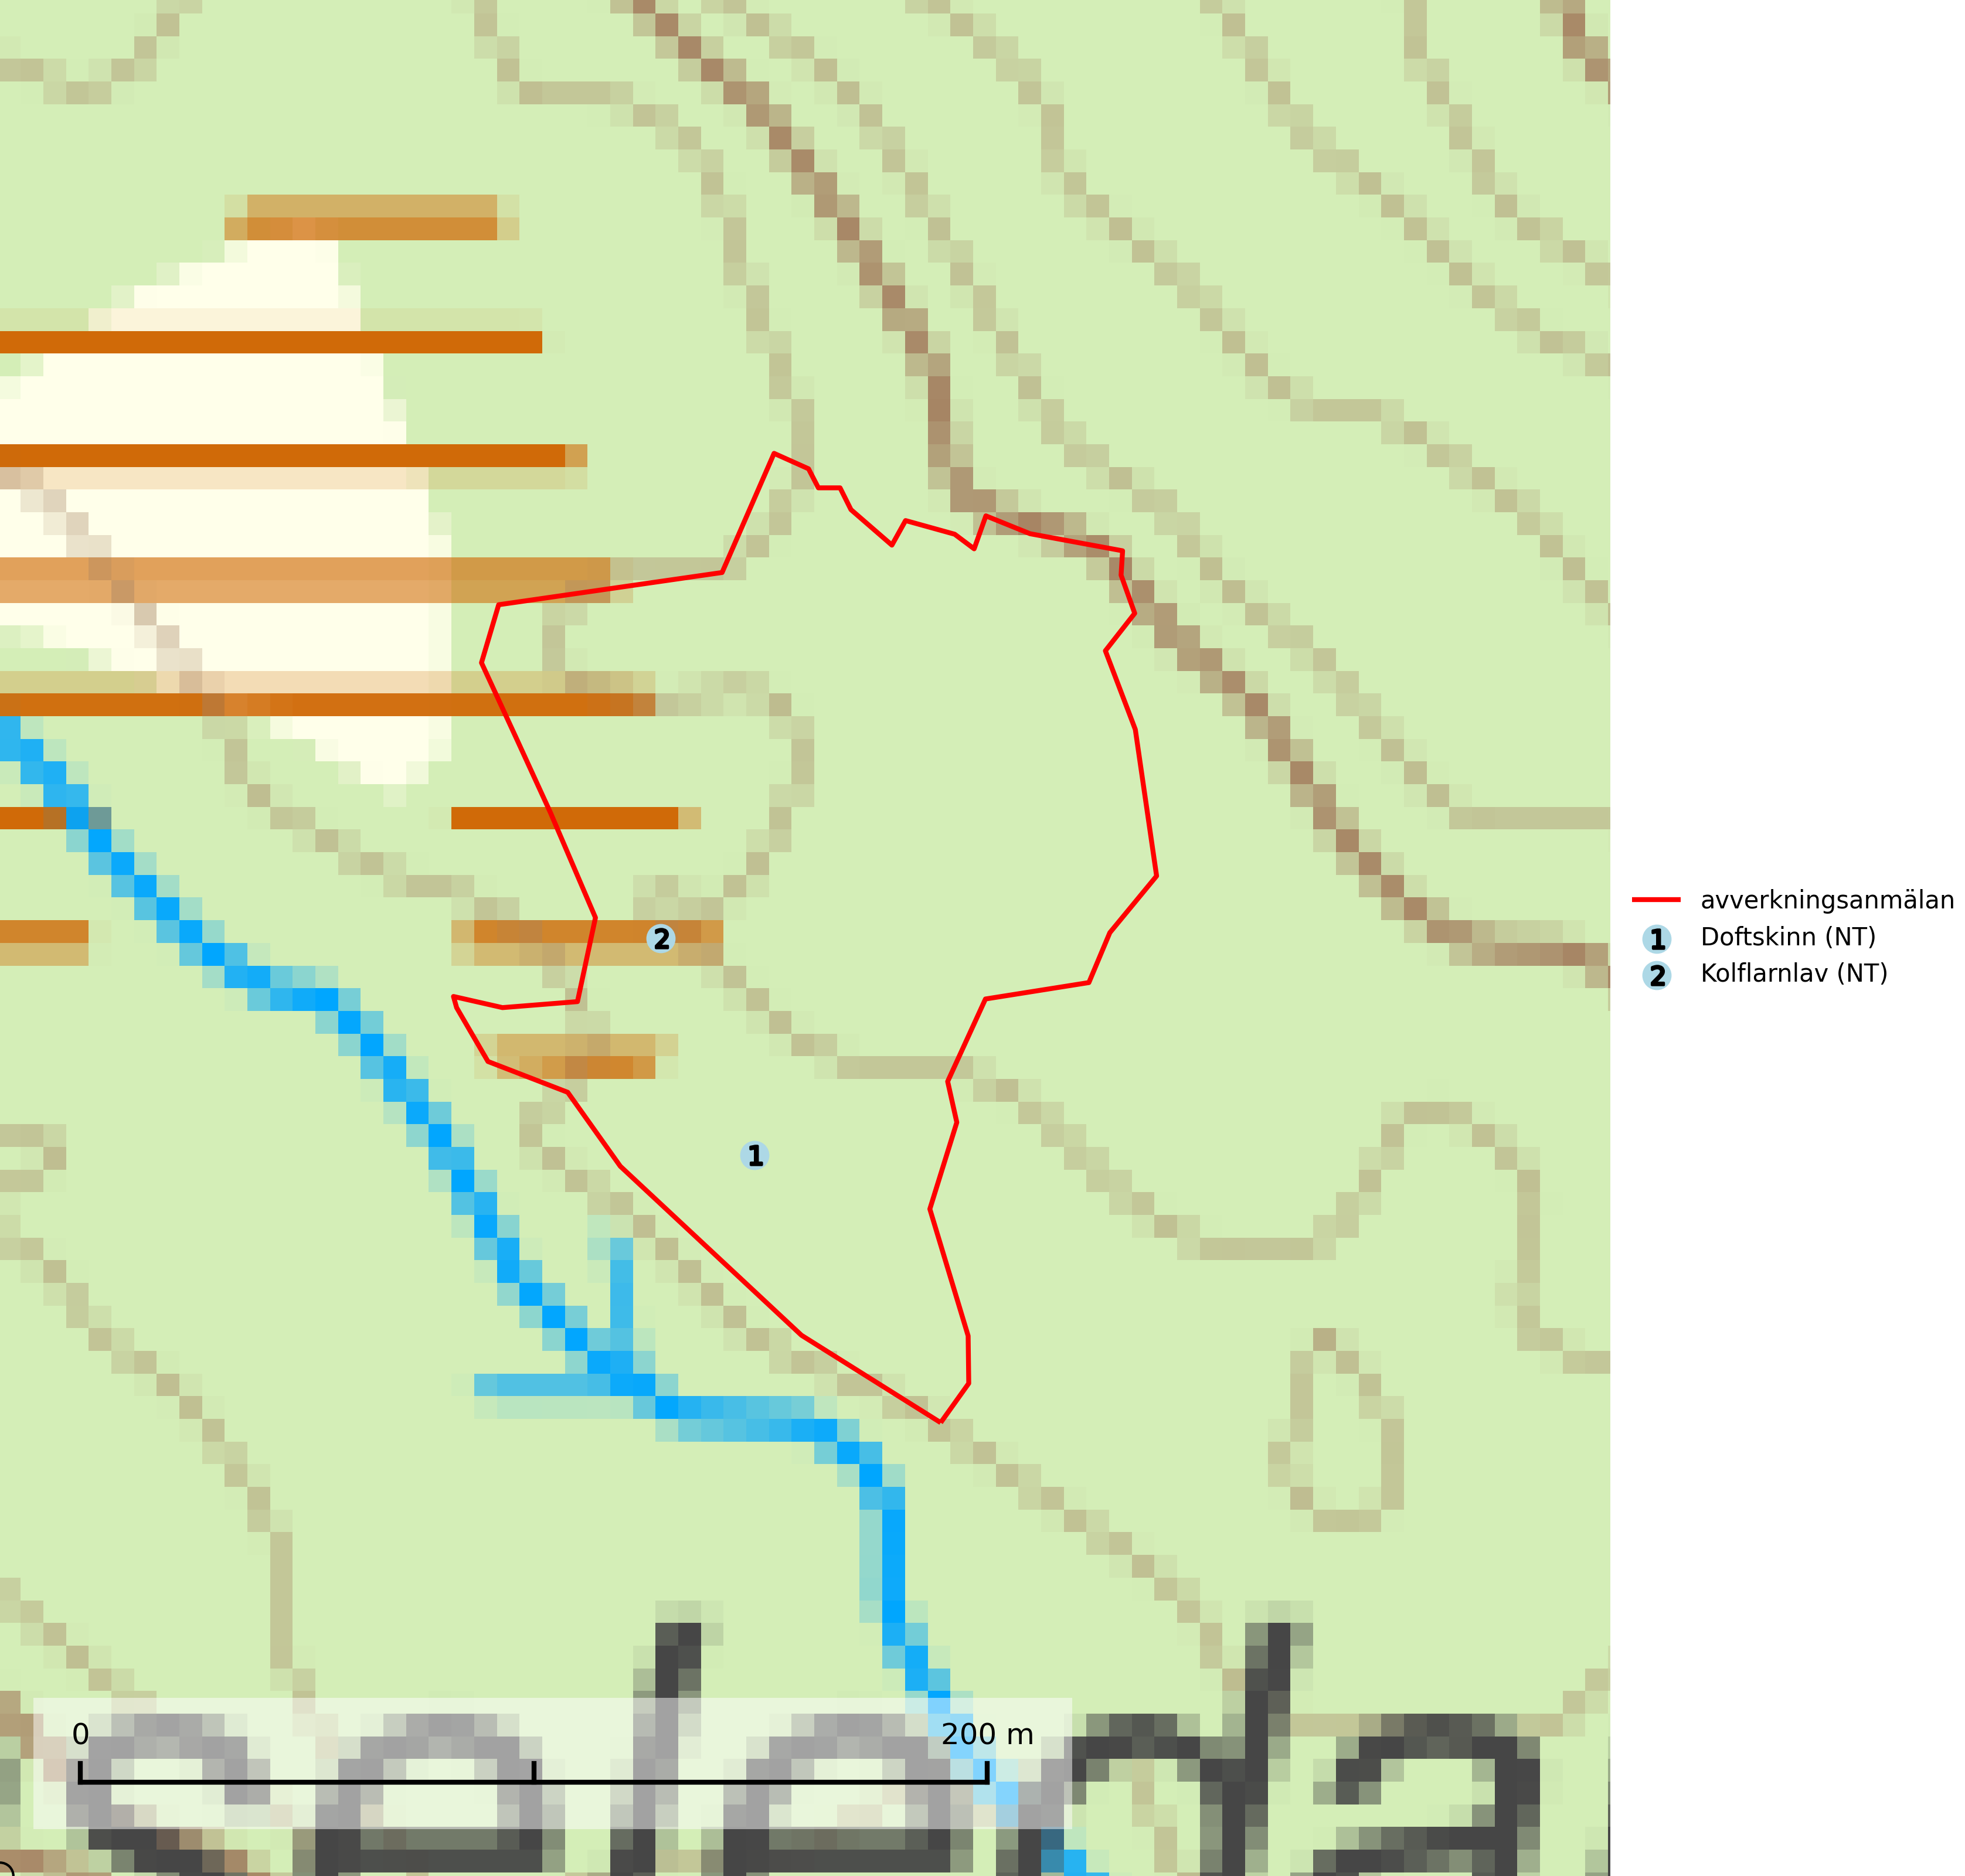 avverkningsanmälan
1 Doftskinn (NT)
2 Kolflarnlav (NT)
2
1
0 200 m